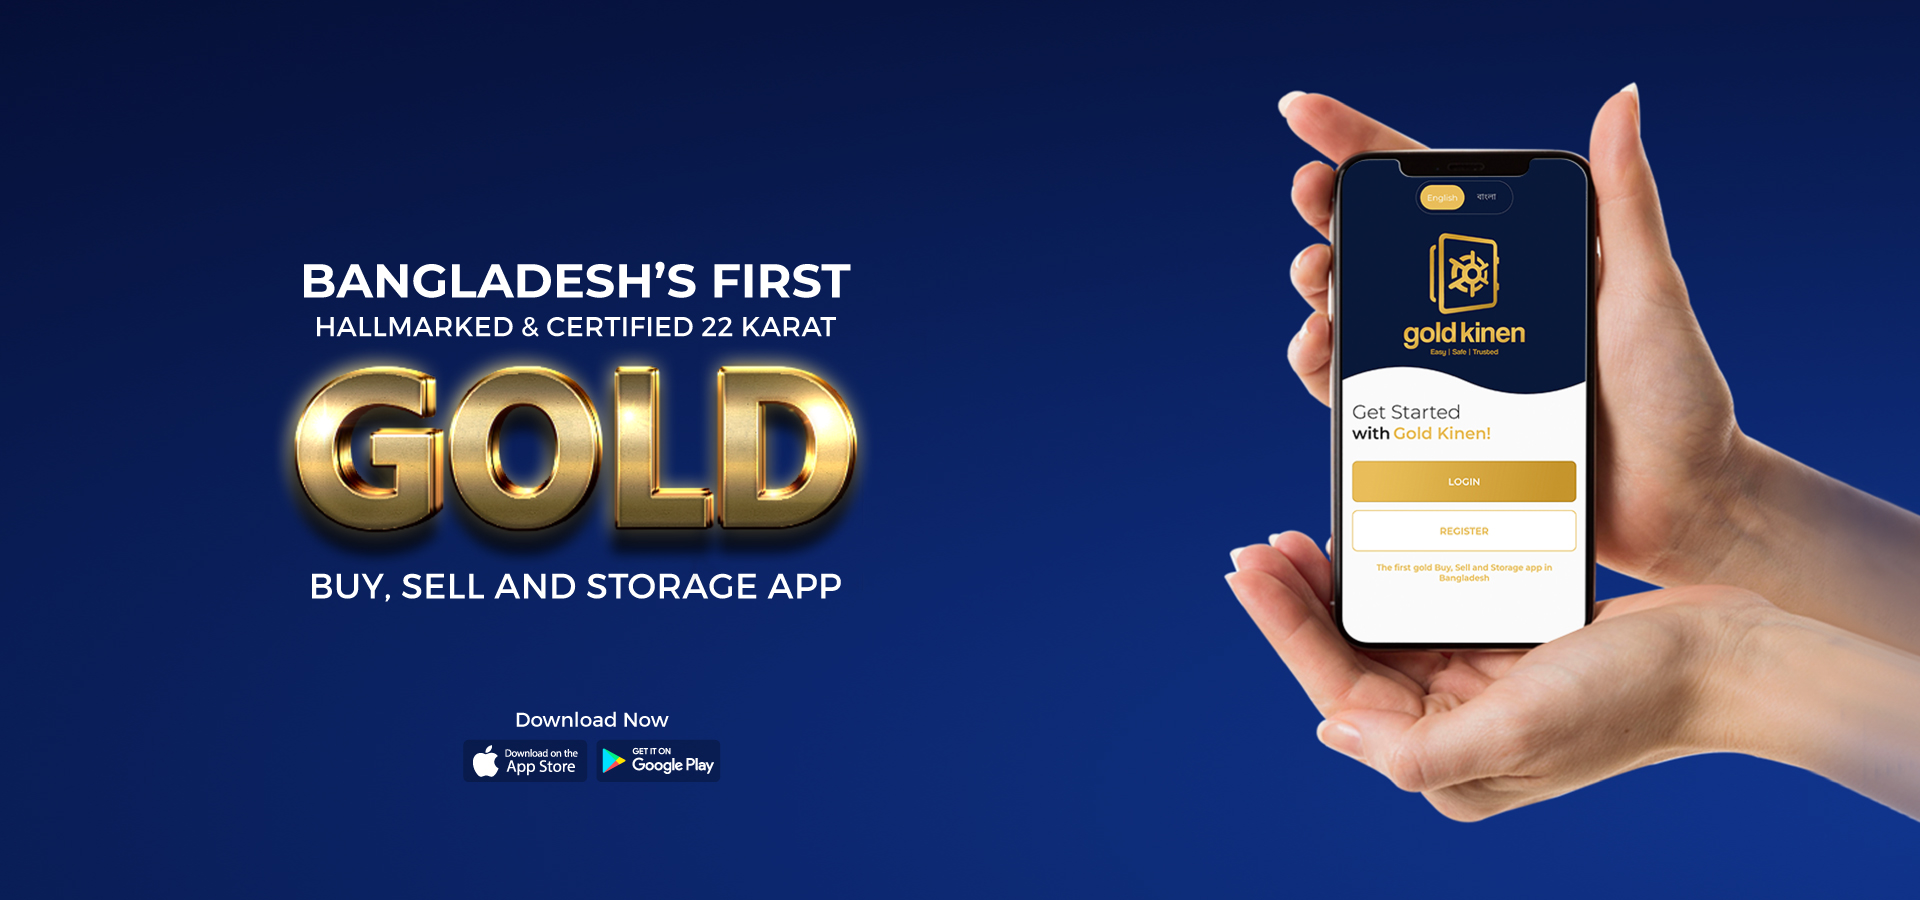 BANGLADESH’S FIRST
HALLMARKED & CERTIFIED 22 KARAT
GOLD
BUY, SELL AND STORAGE APP
Download Now
Download on the
App Store
GET IT ON
Google Play
English বাংলা
gold kinen
Easy | Safe | Trusted
Get Started
with Gold Kinen!
LOGIN
REGISTER
The first gold Buy, Sell and Storage app in
Bangladesh